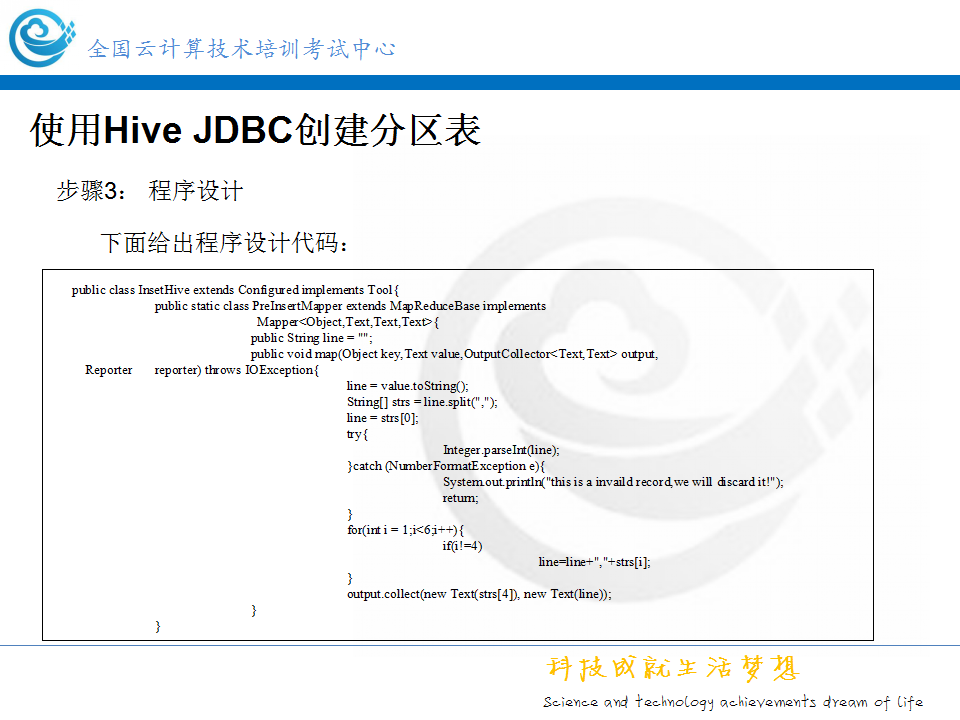 全国云计算技术培训考试中心
使用Hive JDBC创建分区表
步骤3： 程序设计
下面给出程序设计代码：
public class InsetHive extends Configured implements Tool{
public static class PreInsertMapper extends MapReduceBase implements
Mapper<Object,Text,Text,Text>{
public String line = "";
public void map(Object key,Text value,OutputCollector<Text,Text> output,
Reporter reporter) throws IOException{
line = value.toString();
String[] strs = line.split(",");
line = strs[0];
try{
Integer.parseInt(line);
}catch (NumberFormatException e){
System.out.println("this is a invaild record,we will discard it!");
return;
}
for(int i = 1;i<6;i++){
if(i!=4)
line=line+","+strs[i];
}
output.collect(new Text(strs[4]), new Text(line));
}
}
科技成就生活梦想
Science and technology achievements dream of life